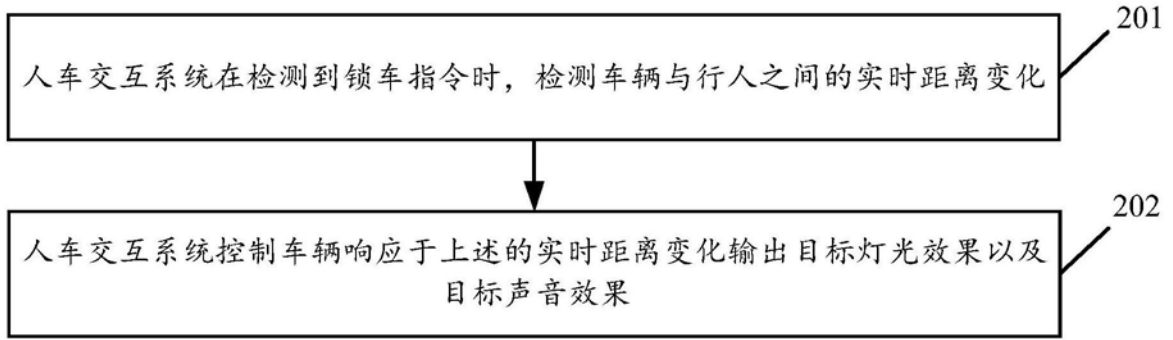 201
人车交互系统在检测到锁车指令时，检测车辆与行人之间的实时距离变化
202
人车交互系统控制车辆响应于上述的实时距离变化输出目标灯光效果以及
目标声音效果